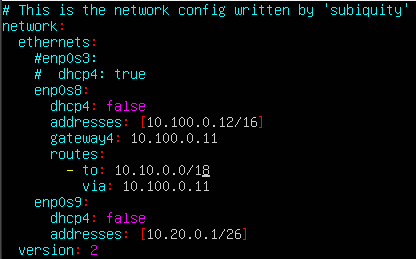 # This is the network config written by 'subiquity'
network:
  ethernets:
    #enp0s3:
    #  dhcp4: true
    enp0s8:
      dhcp4: false
      addresses: [10.100.0.12/16]
      gateway4: 10.100.0.11
      routes:
        - to: 10.10.0.0/18
          via: 10.100.0.11
    enp0s9:
      dhcp4: false
      addresses: [10.20.0.1/26]
  version: 2